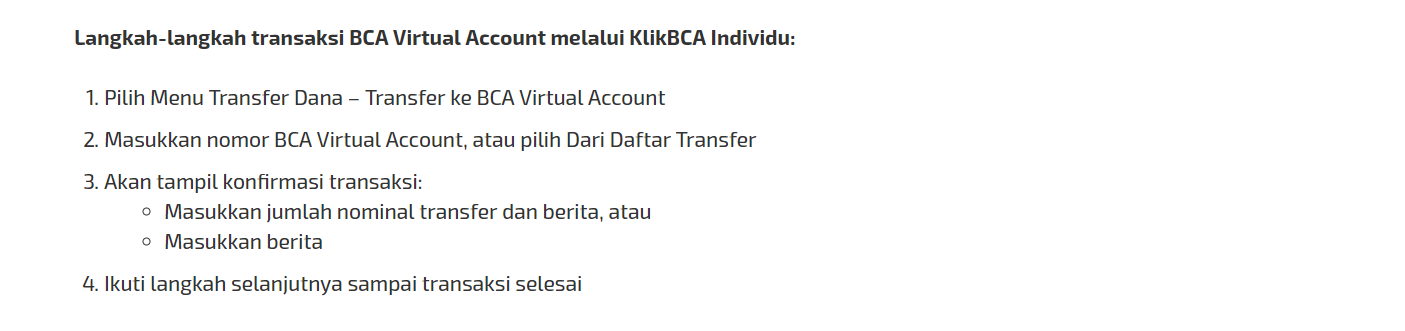 Langkah-langkah transaksi BCA Virtual Account melalui KlikBCA Individu:
1. Pilih Menu Transfer Dana – Transfer ke BCA Virtual Account
2. Masukkan nomor BCA Virtual Account, atau pilih Dari Daftar Transfer
3. Akan tampil konfirmasi transaksi:
◦ Masukkan jumlah nominal transfer dan berita, atau
◦ Masukkan berita
4. Ikuti langkah selanjutnya sampai transaksi selesai